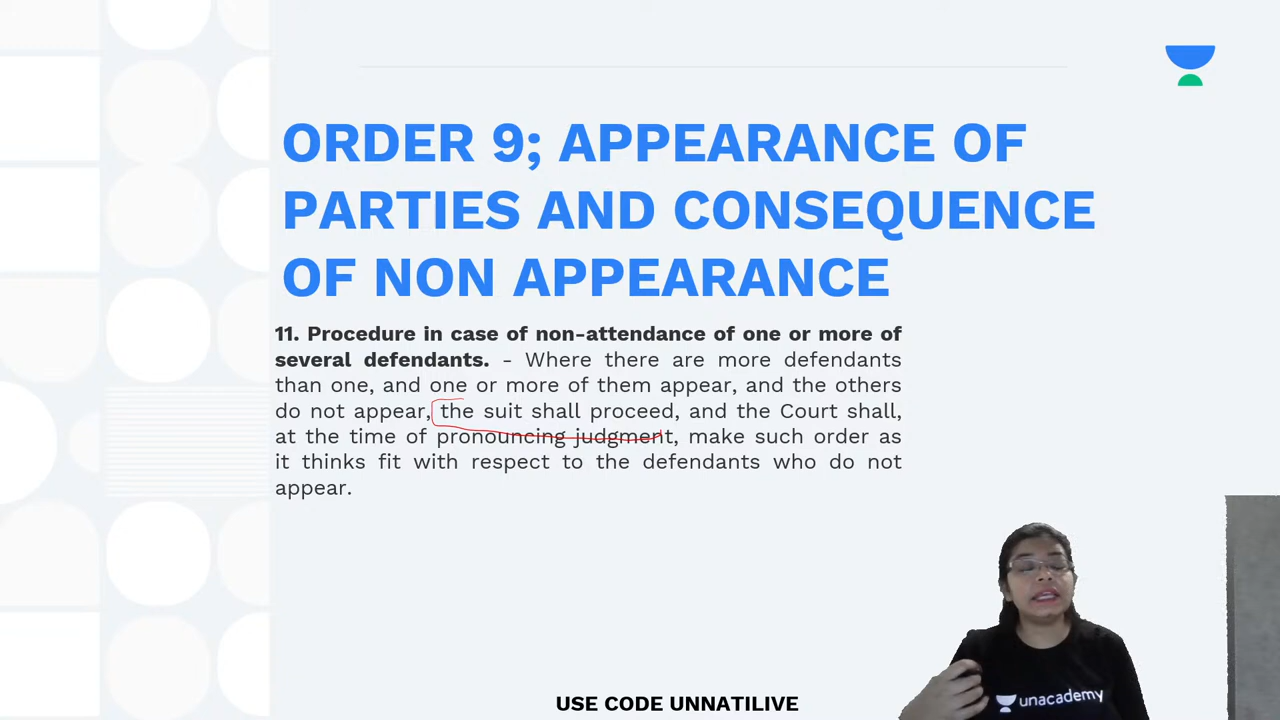 ORDER 9; APPEARANCE OF
PARTIES AND CONSEQUENCE
OF NON APPEARANCE
11. Procedure in case of non-attendance of one or more of
several defendants. - Where there are more defendants
than one, and one or more of them appear, and the others
do not appear, the suit shall proceed, and the Court shall,
at the time of pronouncing judgment, make such order as
it thinks fit with respect to the defendants who do not
appear.
unacademy
USE CODE UNNATILIVE